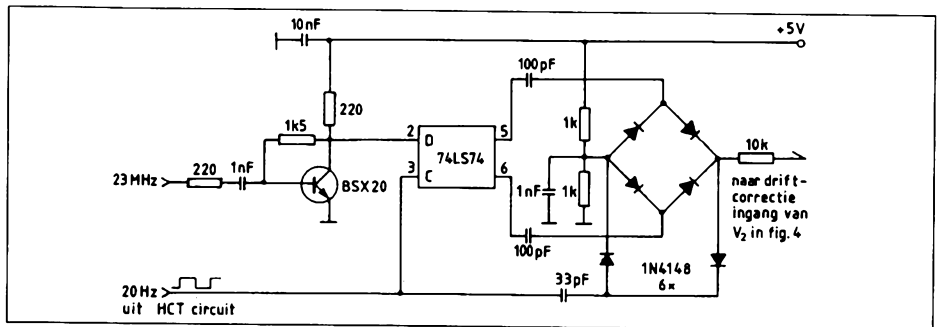 10nF
+5V
100pF
220
1k5
1k
2
D
5
74LS74
3
C
6
10k
220
1nF
23MHz
BSX20
1nF
1k
naar drift-
correctie
ingang van
V2 in fig. 4
100pF
33pF
1N4148
6×
20Hz
uit HCT circuit